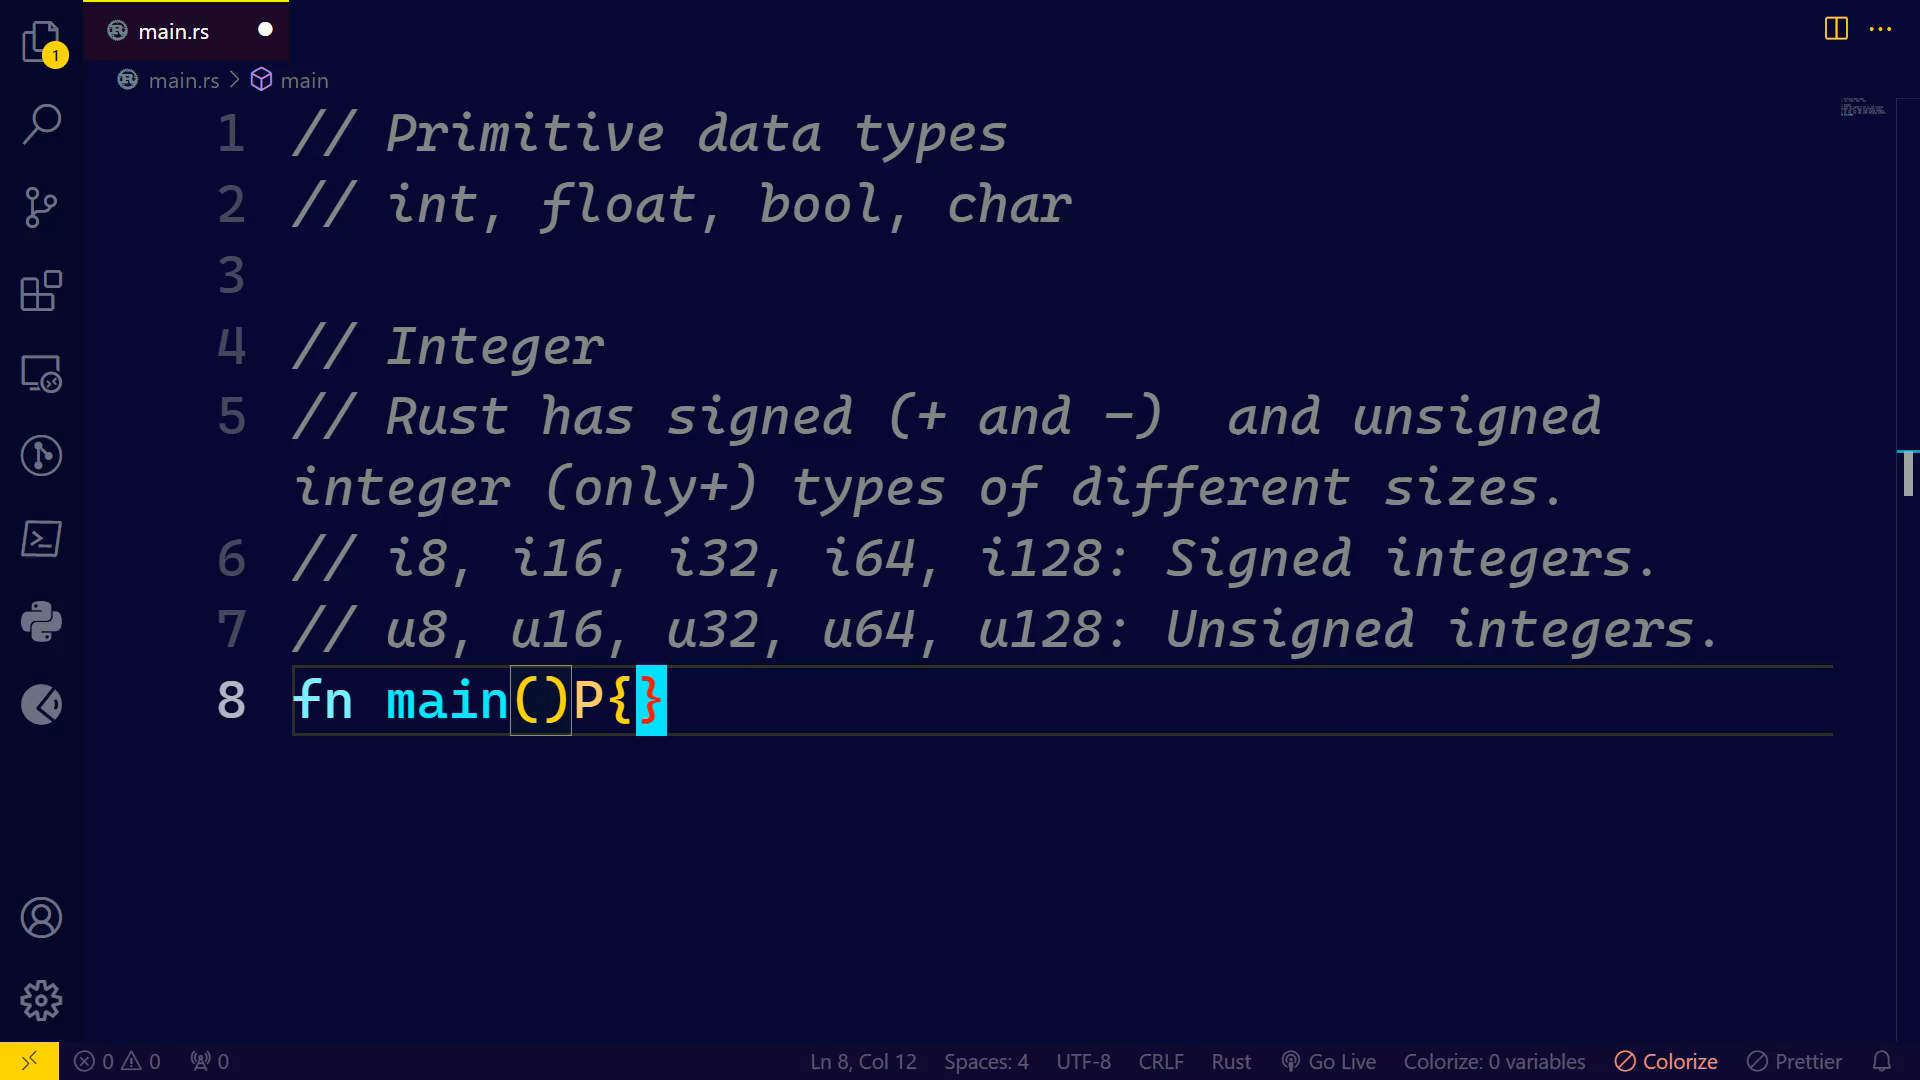 main.rs
1
main.rs > main
1 // Primitive data types
2 // int, float, bool, char
3
4 // Integer
5 // Rust has signed (+ and -)  and unsigned
integer (only+) types of different sizes.
6 // i8, i16, i32, i64, i128: Signed integers.
7 // u8, u16, u32, u64, u128: Unsigned integers.
8 fn main()P{}
0 0 0 Ln 8, Col 12 Spaces: 4 UTF-8 CRLF Rust Go Live Colorize: 0 variables Colorize Prettier